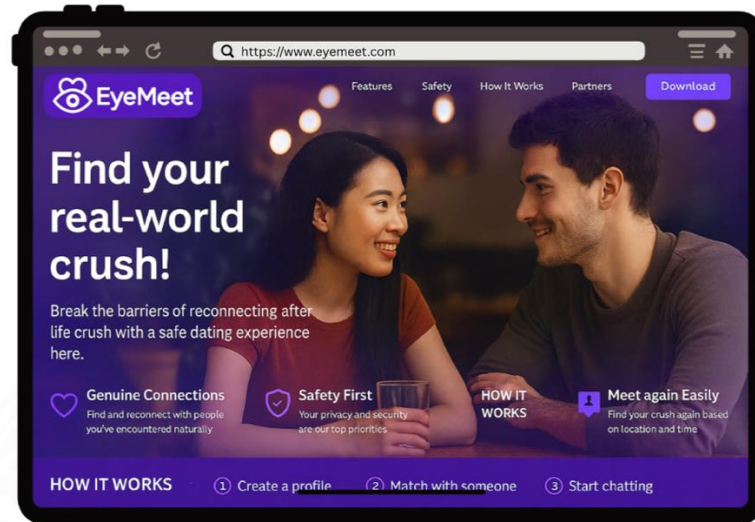 https://www.eyemeet.com
EyeMeet
Features
Safety
How It Works
Partners
Download
Find your
real-world
crush!
Break the barriers of reconnecting after
life crush with a safe dating experience
here.
Genuine Connections
Find and reconnect with people
you've encountered naturally
Safety First
Your privacy and security
are our top priorities
HOW IT
WORKS
Meet again Easily
Find your crush again based
on location and time
HOW IT WORKS
1 Create a profile
2 Match with someone
3 Start chatting